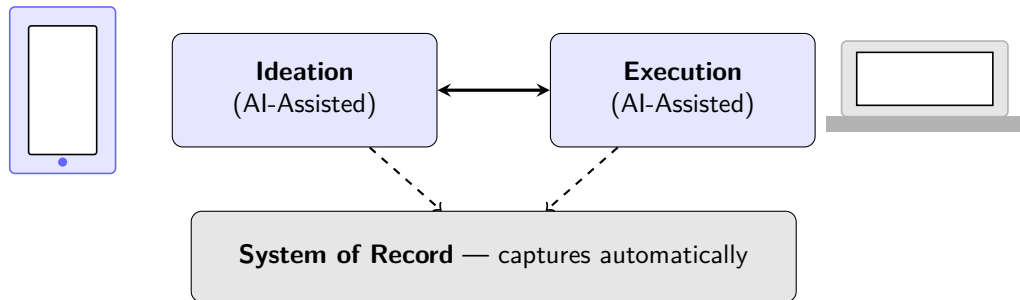 Ideation
(AI-Assisted)
Execution
(AI-Assisted)
System of Record — captures automatically